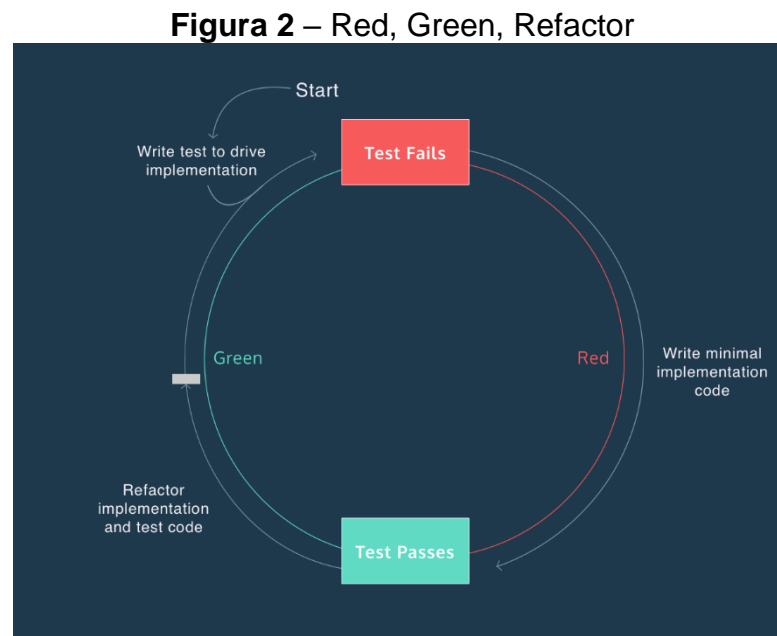 Figura 2 – Red, Green, Refactor
Start
Write test to drive
implementation
Test Fails
Green
Red
Write minimal
implementation
code
Refactor
implementation
and test code
Test Passes